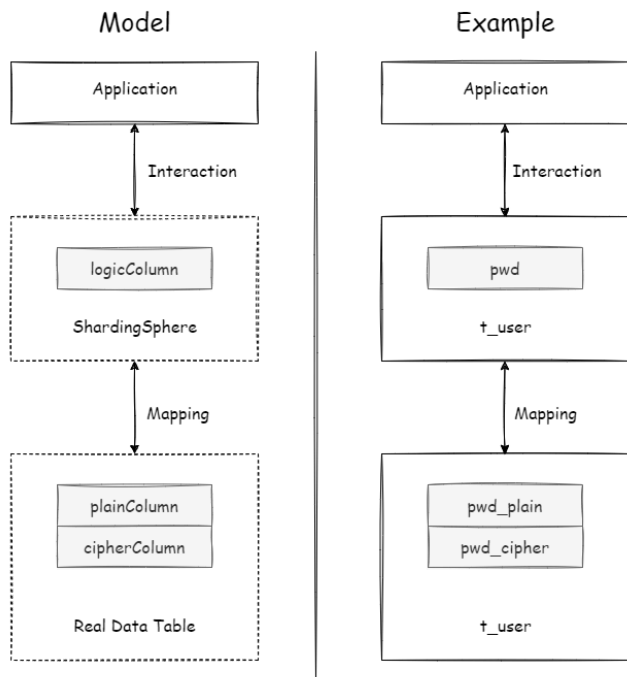 Model
Application
Interaction
logicColumn
ShardingSphere
Mapping
plainColumn
cipherColumn
Real Data Table
Example
Application
Interaction
pwd
t_user
Mapping
pwd_plain
pwd_cipher
t_user